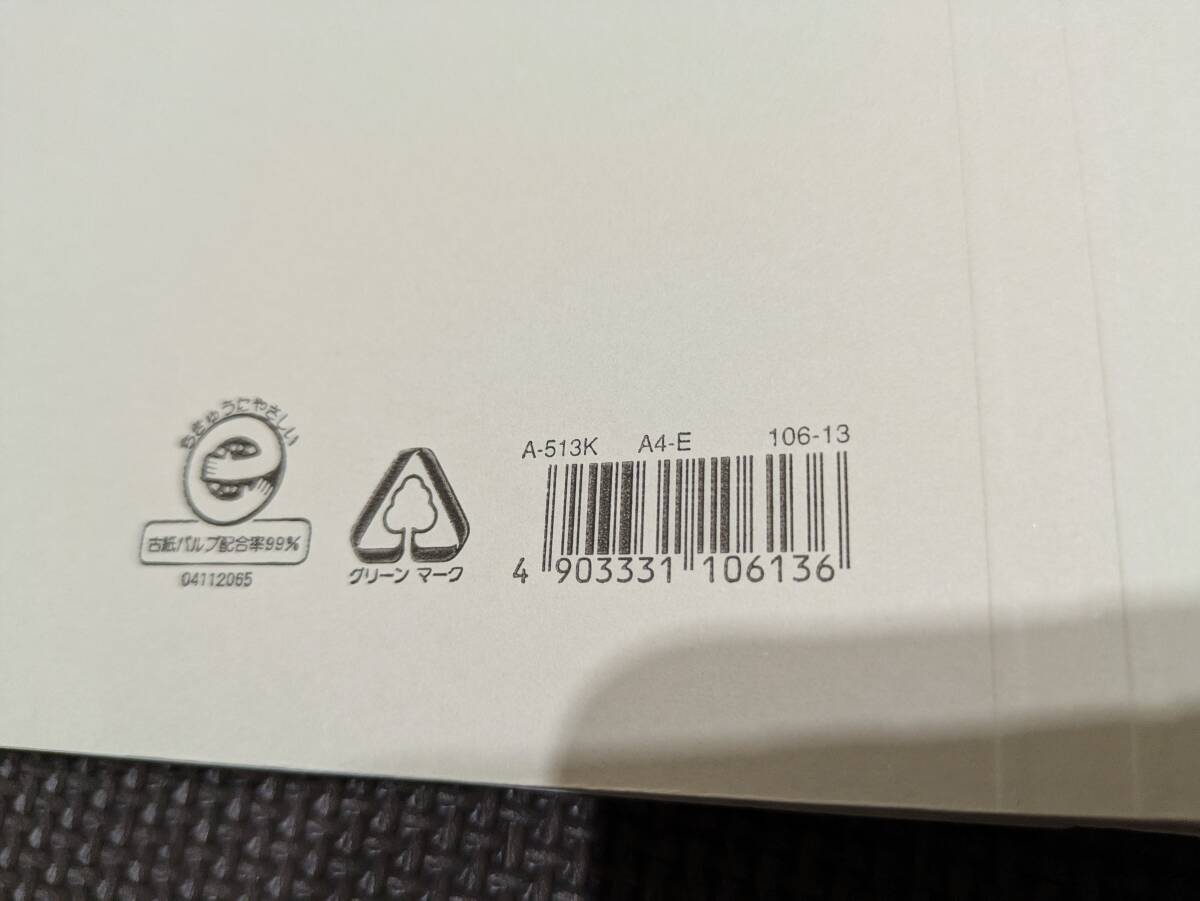 ちきゅうにやさしい
古紙パルプ配合率99%
04112065
グリーン マーク
A-513K A4-E 106-13
4 903331 106136